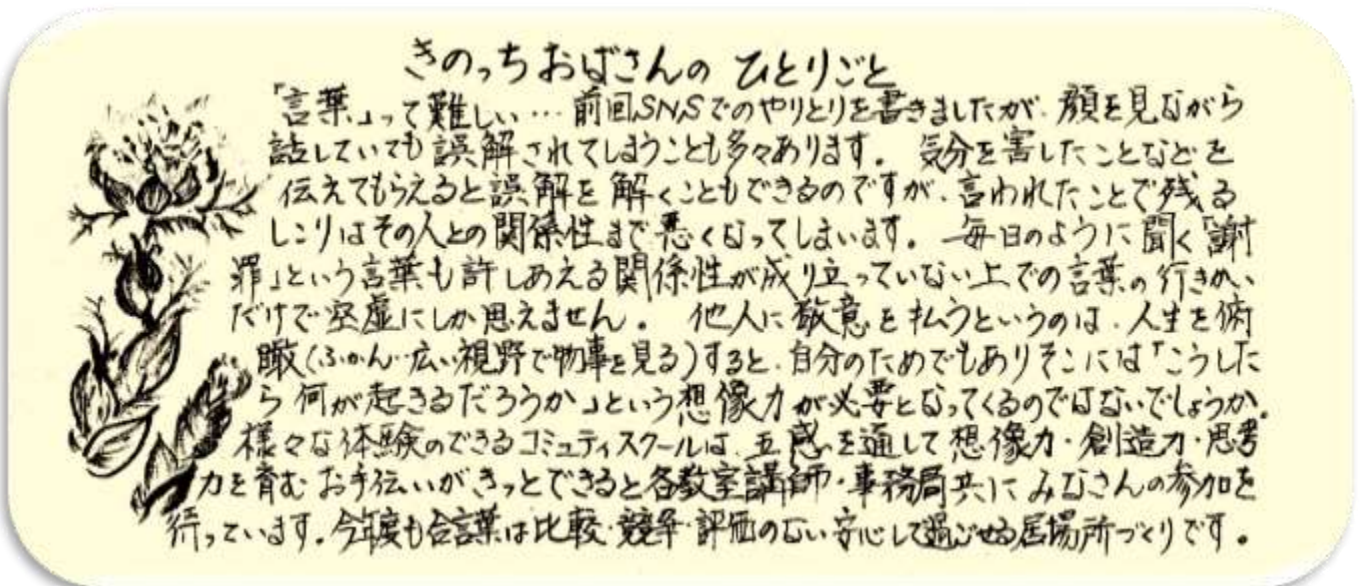 きのっちおばさんの ひとりごと
「言葉」って難しい… 前回SNSでのやりとりを書きましたが、顔を見ながら
話していても誤解されてしまうことも多々あります。 気分を害したことなどを
伝えてもらえると誤解を解くこともできるのですが、言われたことで残る
しこりはその人との関係性まで悪くなってしまいます。 毎日のように聞く「謝
罪」という言葉も許しあえる関係性が成り立っていない上での言葉の行きかい
だけで空虚にしか思えません。 他人に敬意を払うというのは、人生を俯
瞰(ふかん…広い視野で物事を見る)すると、自分のためでもありそこには「こうした
ら何が起きるだろうか」という想像力が必要となってくるのではないでしょうか。
様々な体験のできるコミュティスクールは、五感を通して想像力・創造力・思考
力を育むお手伝いがきっとできると各教室講師・事務局共にみなさんの参加を
待っています。今年度も合言葉は比較・競争・評価のない安心して過ごせる居場所づくりです。